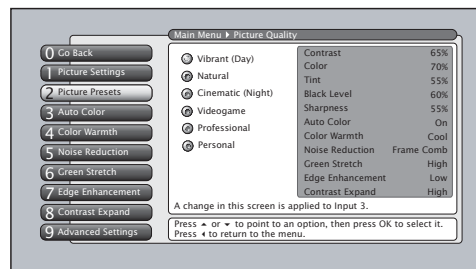 Main Menu ▶ Picture Quality
0 Go Back
1 Picture Settings
2 Picture Presets
3 Auto Color
4 Color Warmth
5 Noise Reduction
6 Green Stretch
7 Edge Enhancement
8 Contrast Expand
9 Advanced Settings
Vibrant (Day)
Natural
Cinematic (Night)
Videogame
Professional
Personal
Contrast 65%
Color 70%
Tint 55%
Black Level 60%
Sharpness 55%
Auto Color On
Color Warmth Cool
Noise Reduction Frame Comb
Green Stretch High
Edge Enhancement Low
Contrast Expand High
A change in this screen is applied to Input 3.
Press ▲ or ▼ to point to an option, then press OK to select it.
Press ◀ to return to the menu.